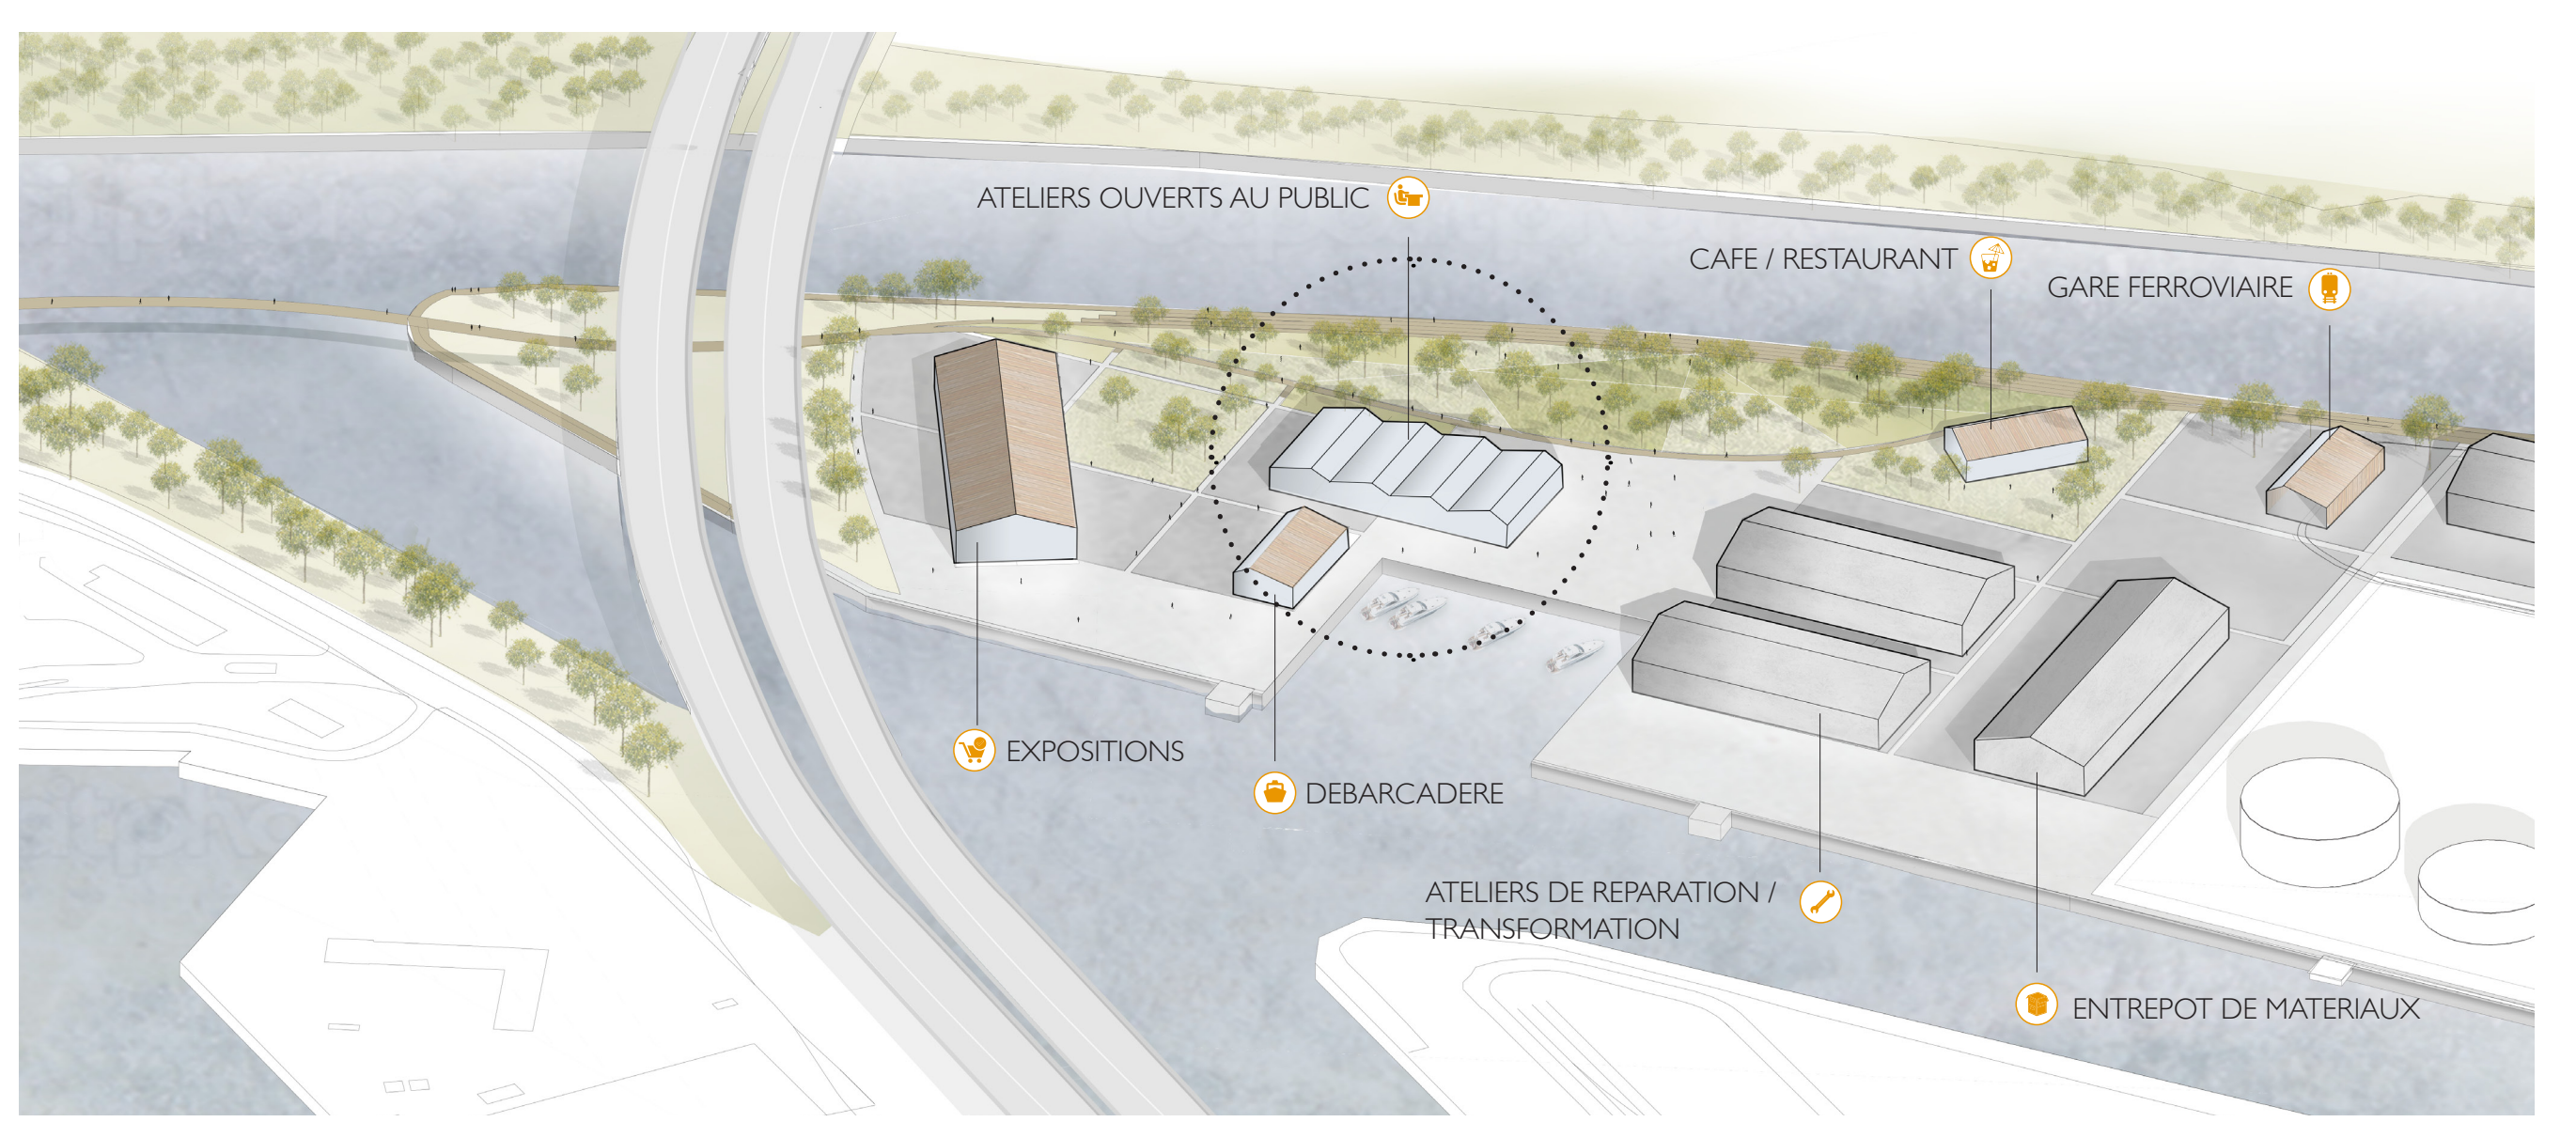 ATELIERS OUVERTS AU PUBLIC
CAFE / RESTAURANT
GARE FERROVIAIRE
EXPOSITIONS
DEBARCADERE
ATELIERS DE REPARATION /
TRANSFORMATION
ENTREPOT DE MATERIAUX